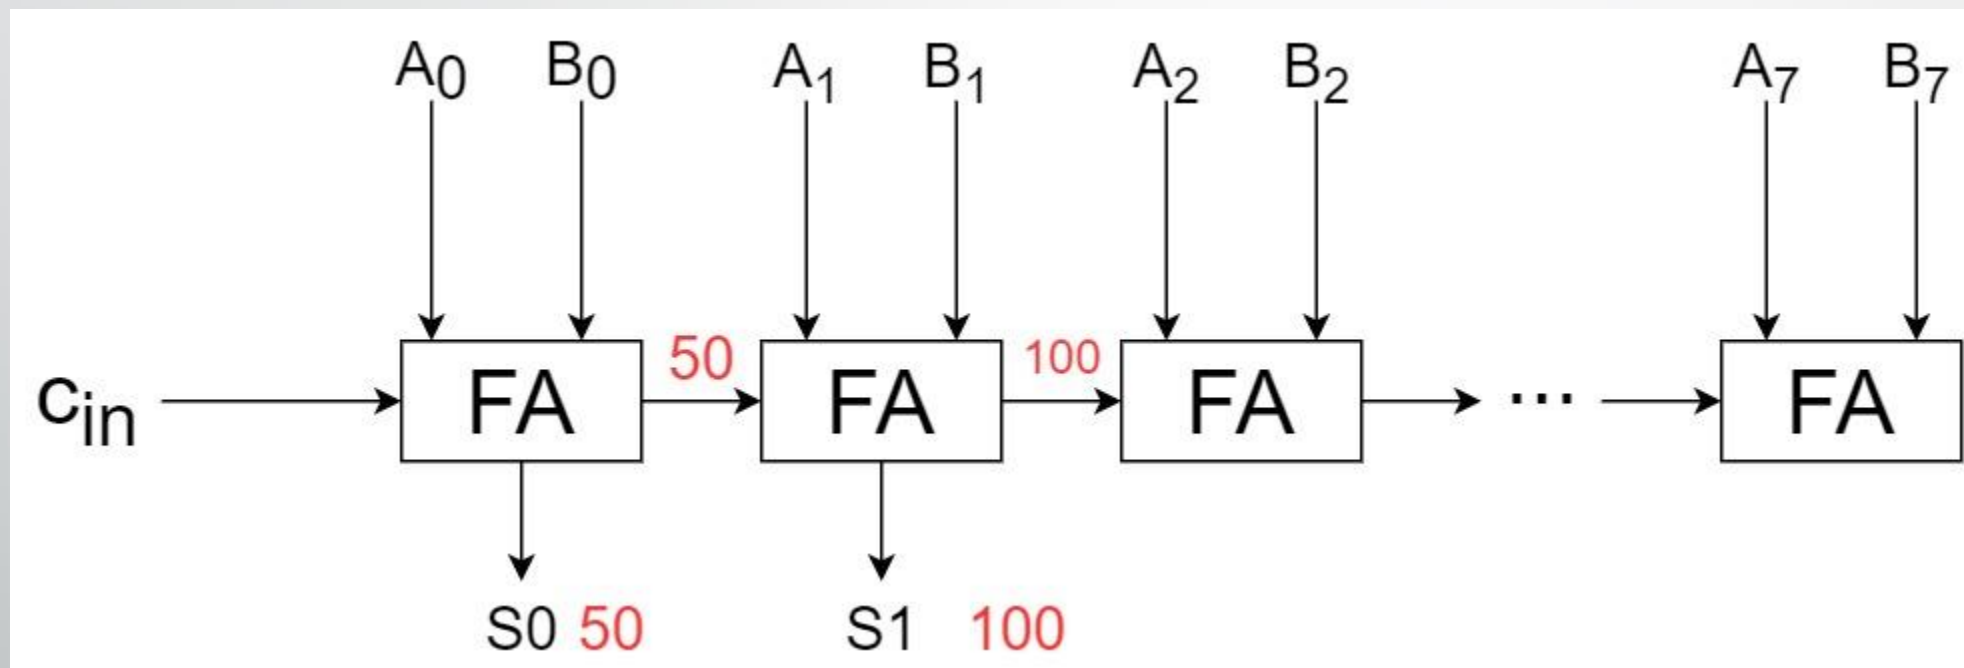 A0 B0 A1 B1 A2 B2 A7 B7
50 100
cin FA FA FA ... FA
S0 50 S1 100